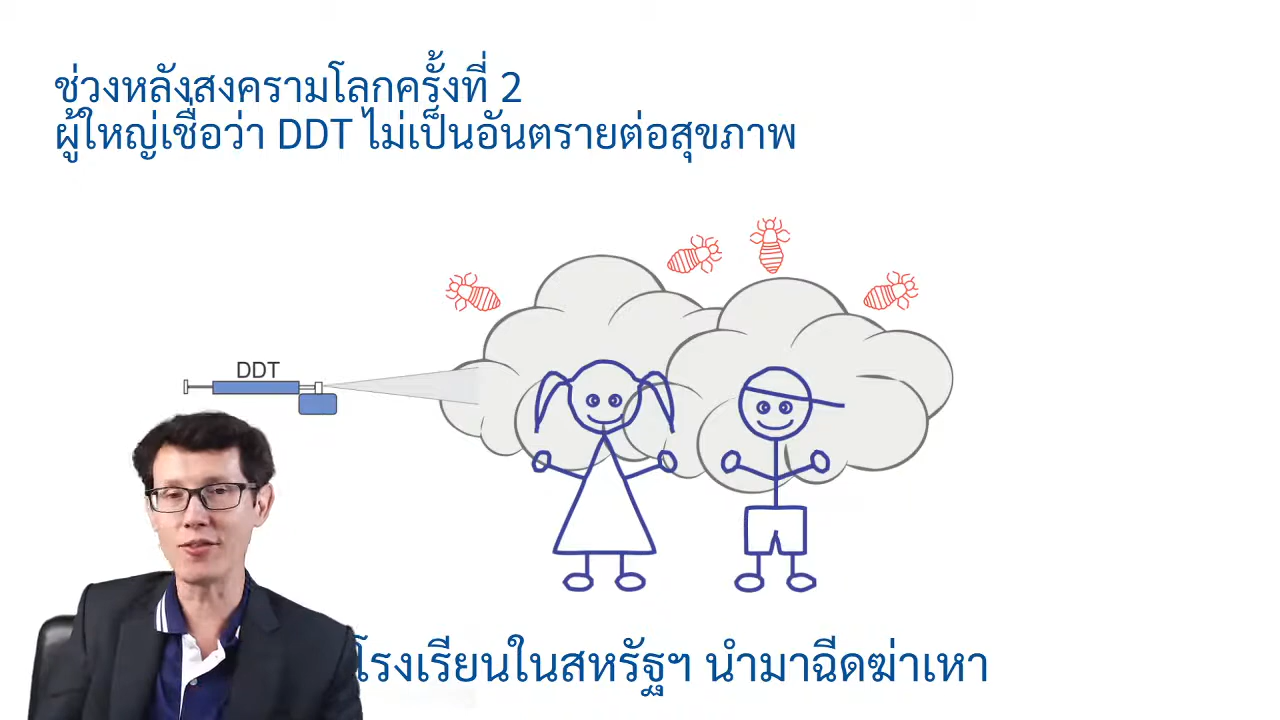 ช่วงหลังสงครามโลกครั้งที่ 2
ผู้ใหญ่เชื่อว่า DDT ไม่เป็นอันตรายต่อสุขภาพ
DDT
โรงเรียนในสหรัฐฯ นำมาฉีดฆ่าเหา